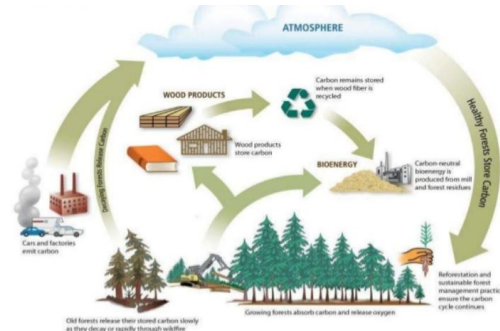 ATMOSPHERE
WOOD PRODUCTS
Carbon remains stored
when wood fiber is
recycled
Wood products
store carbon
BIOENERGY
Carbon-neutral
bioenergy is
produced from mill
and forest residues
Decaying Forests Release Carbon
Healthy Forests Store Carbon
Cars and factories
emit carbon
Old forests release their stored carbon slowly
as they decay or rapidly through wildfire
Growing forests absorb carbon and release oxygen
Reforestation and
sustainable forest
management practic
ensure the carbon
cycle continues